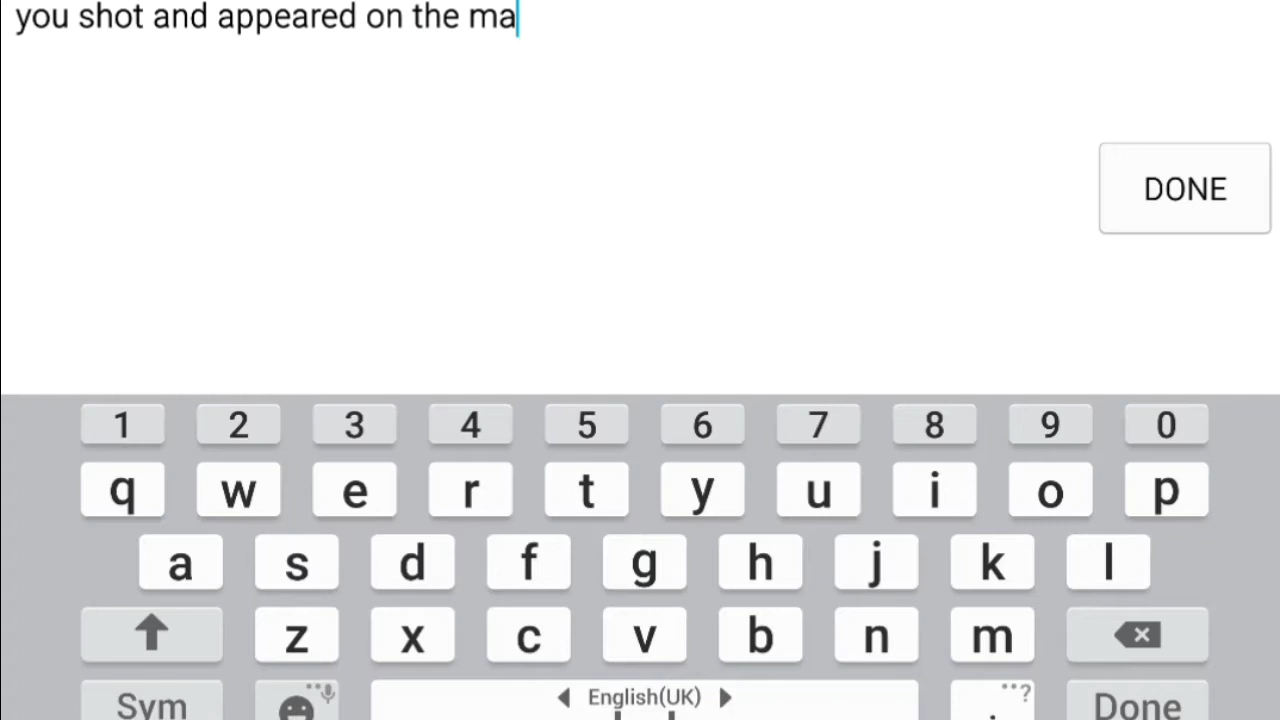 you shot and appeared on the ma
DONE
1 2 3 4 5 6 7 8 9 0
q w e r t y u i o p
a s d f g h j k l
z x c v b n m
Sym English(UK) . ? Done